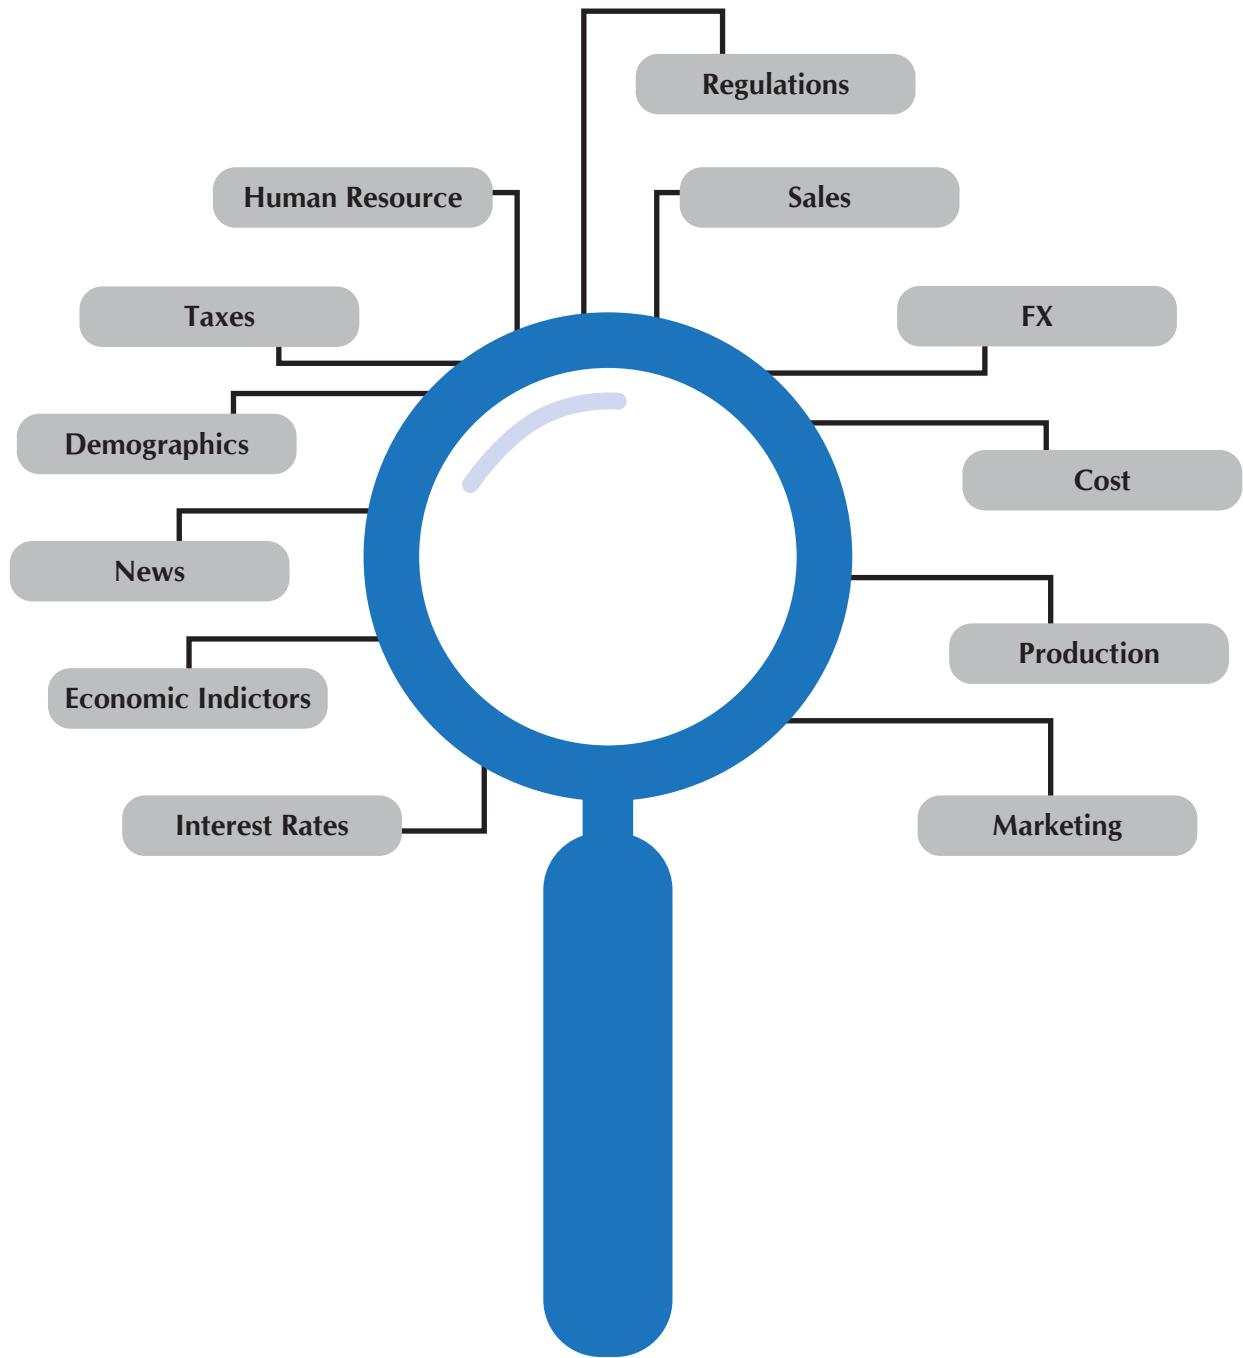 Regulations
Human Resource
Sales
Taxes
FX
Demographics
Cost
News
Production
Economic Indictors
Interest Rates
Marketing